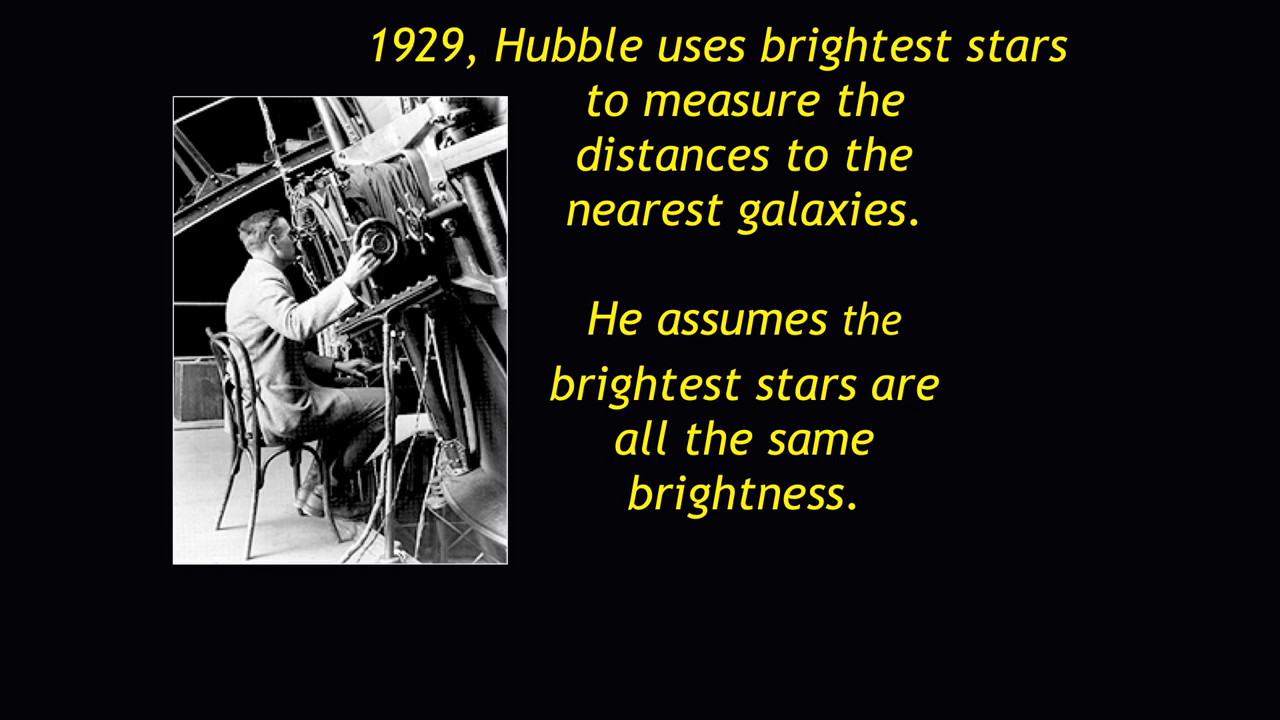 1929, Hubble uses brightest stars
to measure the
distances to the
nearest galaxies.
He assumes the
brightest stars are
all the same
brightness.